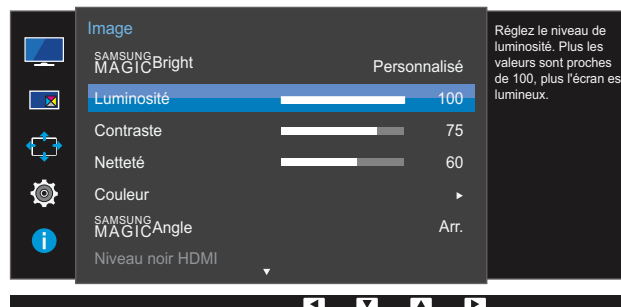 Image
SAMSUNG
MAGICBright Personnalisé
Luminosité 100
Contraste 75
Netteté 60
Couleur
SAMSUNG
MAGICAngle Arr.
Niveau noir HDMI
Réglez le niveau de
luminosité. Plus les
valeurs sont proches
de 100, plus l'écran es
lumineux.